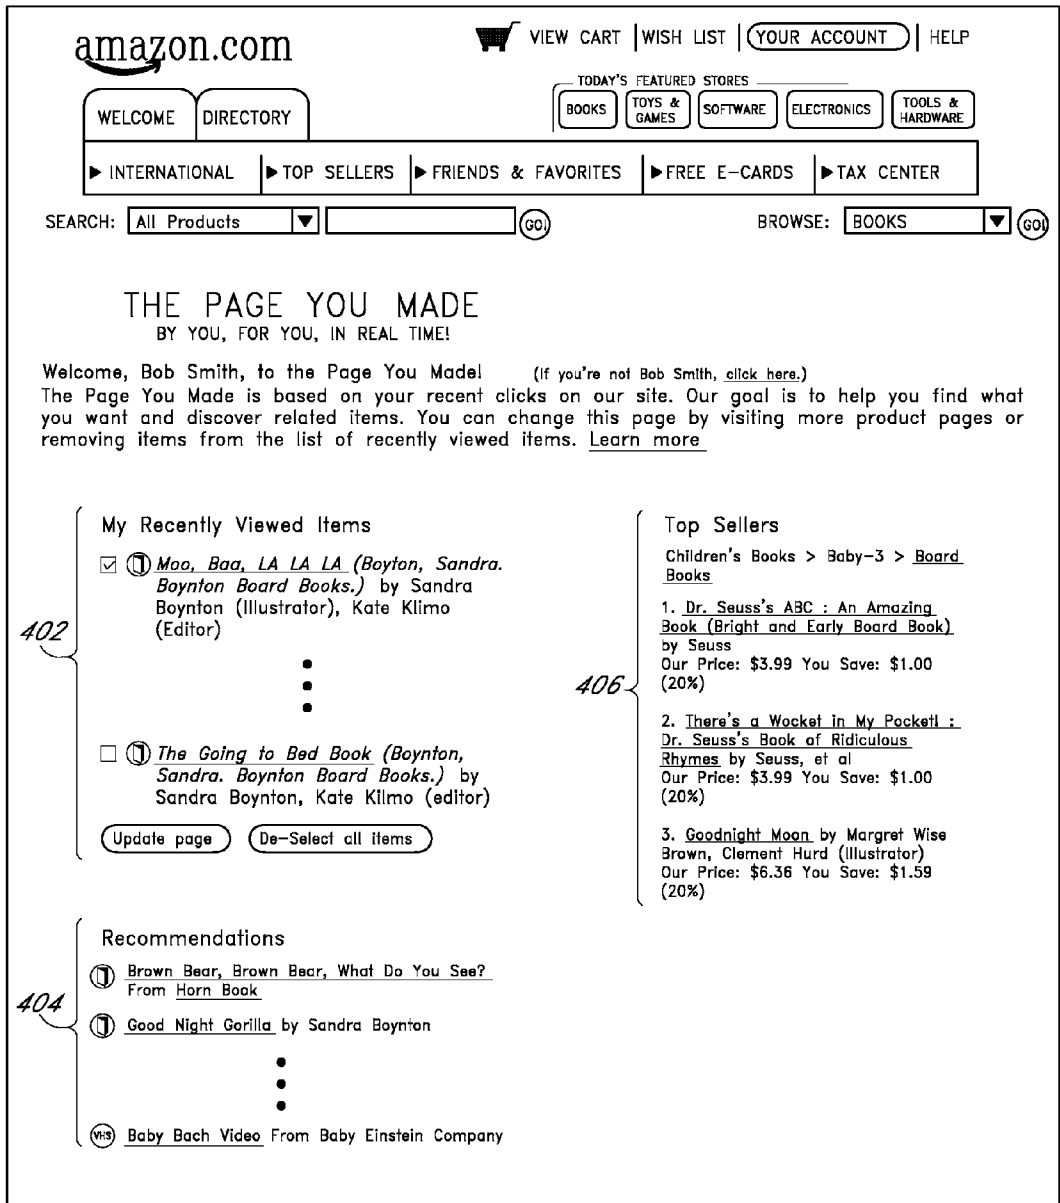 amazon.com
VIEW CART | WISH LIST | YOUR ACCOUNT | HELP
TODAY'S FEATURED STORES
BOOKS
TOYS &
GAMES
SOFTWARE
ELECTRONICS
TOOLS &
HARDWARE
WELCOME
DIRECTORY
INTERNATIONAL
TOP SELLERS
FRIENDS & FAVORITES
FREE E-CARDS
TAX CENTER
SEARCH: All Products GO!
BROWSE: BOOKS GO!
THE PAGE YOU MADE
BY YOU, FOR YOU, IN REAL TIME!
Welcome, Bob Smith, to the Page You Made! (If you're not Bob Smith, click here.)
The Page You Made is based on your recent clicks on our site. Our goal is to help you find what
you want and discover related items. You can change this page by visiting more product pages or
removing items from the list of recently viewed items. Learn more
402
My Recently Viewed Items
Moo, Baa, LA LA LA (Boyton, Sandra.
Boynton Board Books.) by Sandra
Boynton (Illustrator), Kate Klimo
(Editor)
The Going to Bed Book (Boynton,
Sandra. Boynton Board Books.) by
Sandra Boynton, Kate Kilmo (editor)
Update page
De-Select all items
406
Top Sellers
Children's Books > Baby-3 > Board
Books
1. Dr. Seuss's ABC : An Amazing
Book (Bright and Early Board Book)
by Seuss
Our Price: $3.99 You Save: $1.00
(20%)
2. There's a Wocket in My Pocket! :
Dr. Seuss's Book of Ridiculous
Rhymes by Seuss, et al
Our Price: $3.99 You Save: $1.00
(20%)
3. Goodnight Moon by Margret Wise
Brown, Clement Hurd (Illustrator)
Our Price: $6.36 You Save: $1.59
(20%)
404
Recommendations
Brown Bear, Brown Bear, What Do You See?
From Horn Book
Good Night Gorilla by Sandra Boynton
VHS Baby Bach Video From Baby Einstein Company